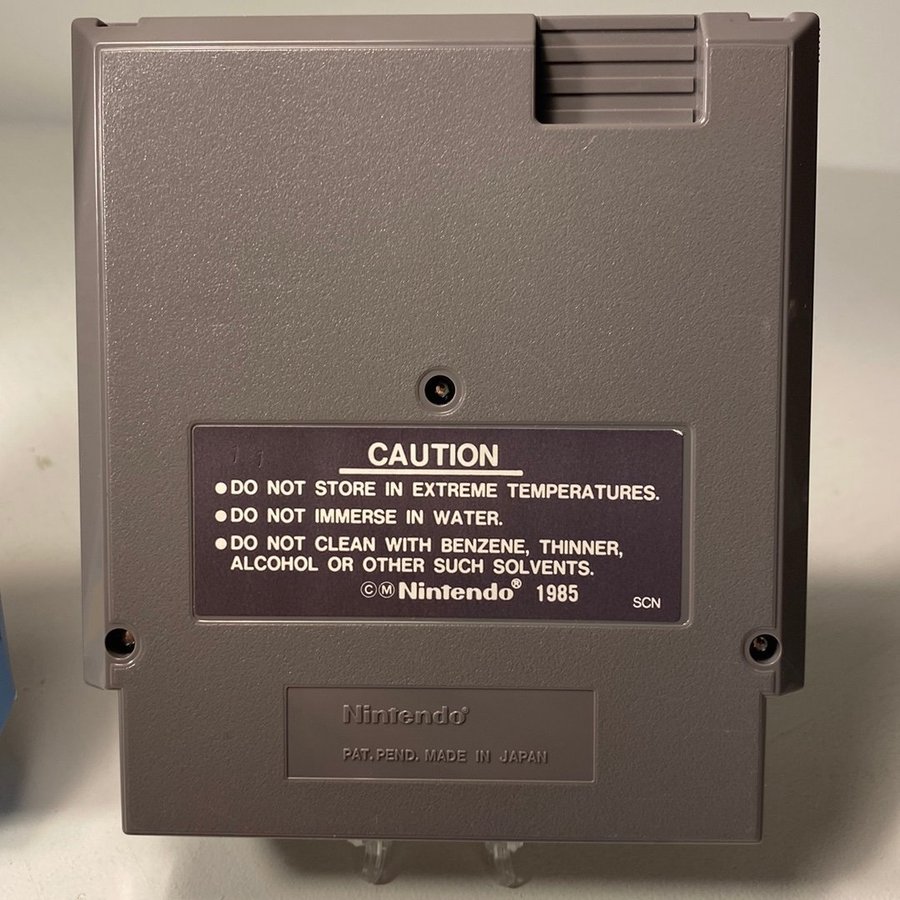 CAUTION
●DO NOT STORE IN EXTREME TEMPERATURES.
●DO NOT IMMERSE IN WATER.
●DO NOT CLEAN WITH BENZENE, THINNER,
ALCOHOL OR OTHER SUCH SOLVENTS.
ⒸⓂNintendo® 1985
SCN
Nintendo®
PAT. PEND. MADE IN JAPAN